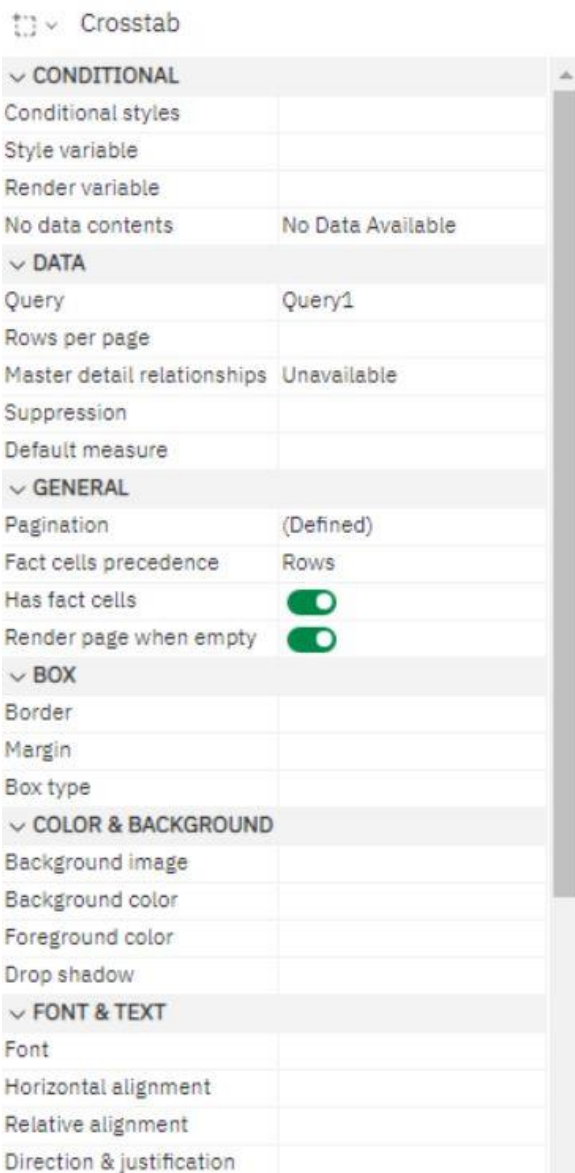 Crosstab
CONDITIONAL
Conditional styles
Style variable
Render variable
No data contents No Data Available
DATA
Query Query1
Rows per page
Master detail relationships Unavailable
Suppression
Default measure
GENERAL
Pagination (Defined)
Fact cells precedence Rows
Has fact cells
Render page when empty
BOX
Border
Margin
Box type
COLOR & BACKGROUND
Background image
Background color
Foreground color
Drop shadow
FONT & TEXT
Font
Horizontal alignment
Relative alignment
Direction & justification